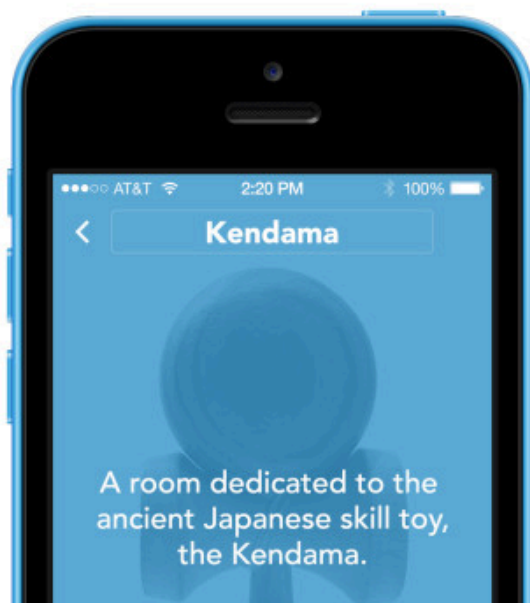 AT&T 2:20 PM 100%
Kendama
A room dedicated to the
ancient Japanese skill toy,
the Kendama.